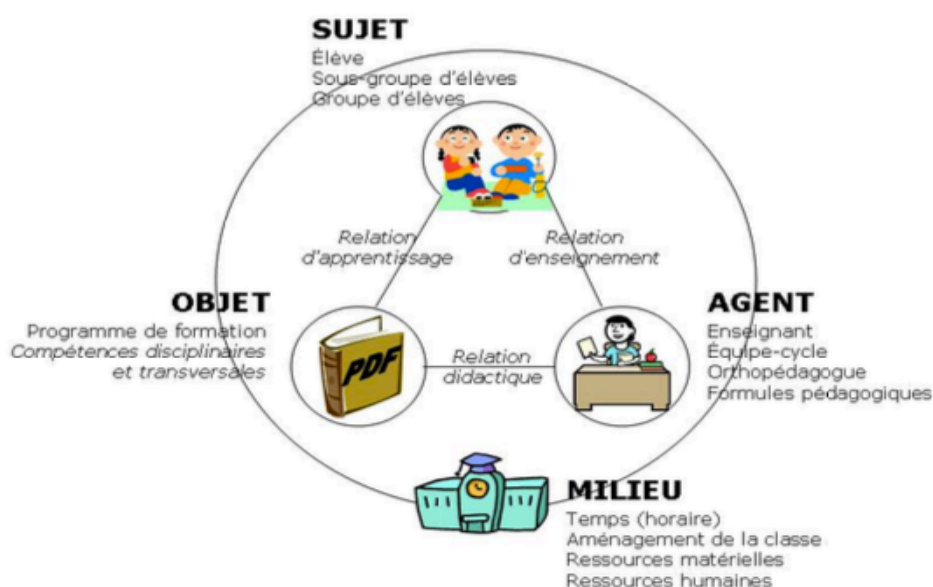 SUJET
Élève
Sous-groupe d'élèves
Groupe d'élèves
Relation
d'apprentissage
Relation
d'enseignement
OBJET
Programme de formation
Compétences disciplinaires
et transversales
PDF
Relation
didactique
AGENT
Enseignant
Équipe-cycle
Orthopédagogue
Formules pédagogiques
MILIEU
Temps (horaire)
Aménagement de la classe
Ressources matérielles
Ressources humaines